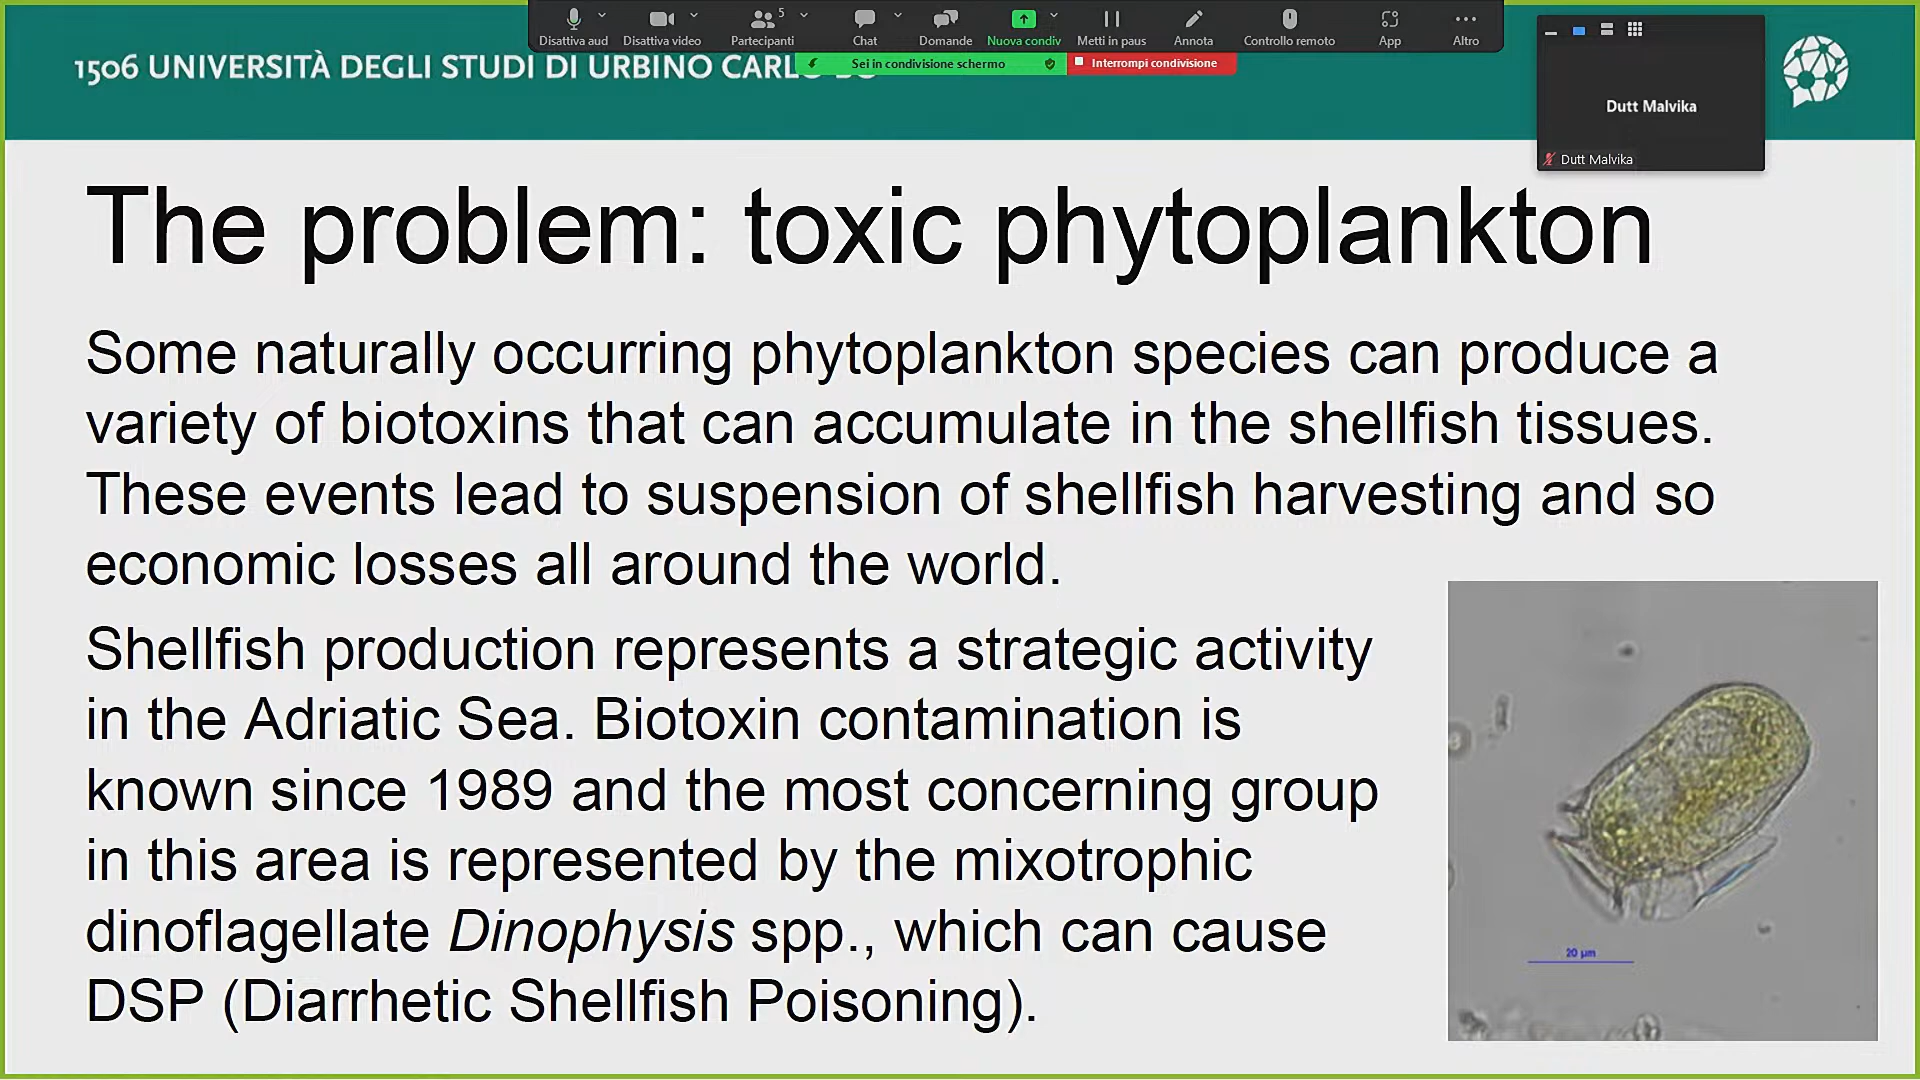 Disattiva aud
Disattiva video
Partecipanti
5
Chat
Domande
Nuova condiv
Metti in paus
Annota
Controllo remoto
App
Altro
Sei in condivisione schermo
Interrompi condivisione
1506 UNIVERSITÀ DEGLI STUDI DI URBINO CARLO BO
Dutt Malvika
Dutt Malvika
The problem: toxic phytoplankton
Some naturally occurring phytoplankton species can produce a
variety of biotoxins that can accumulate in the shellfish tissues.
These events lead to suspension of shellfish harvesting and so
economic losses all around the world.
Shellfish production represents a strategic activity
in the Adriatic Sea. Biotoxin contamination is
known since 1989 and the most concerning group
in this area is represented by the mixotrophic
dinoflagellate Dinophysis spp., which can cause
DSP (Diarrhetic Shellfish Poisoning).
20 µm